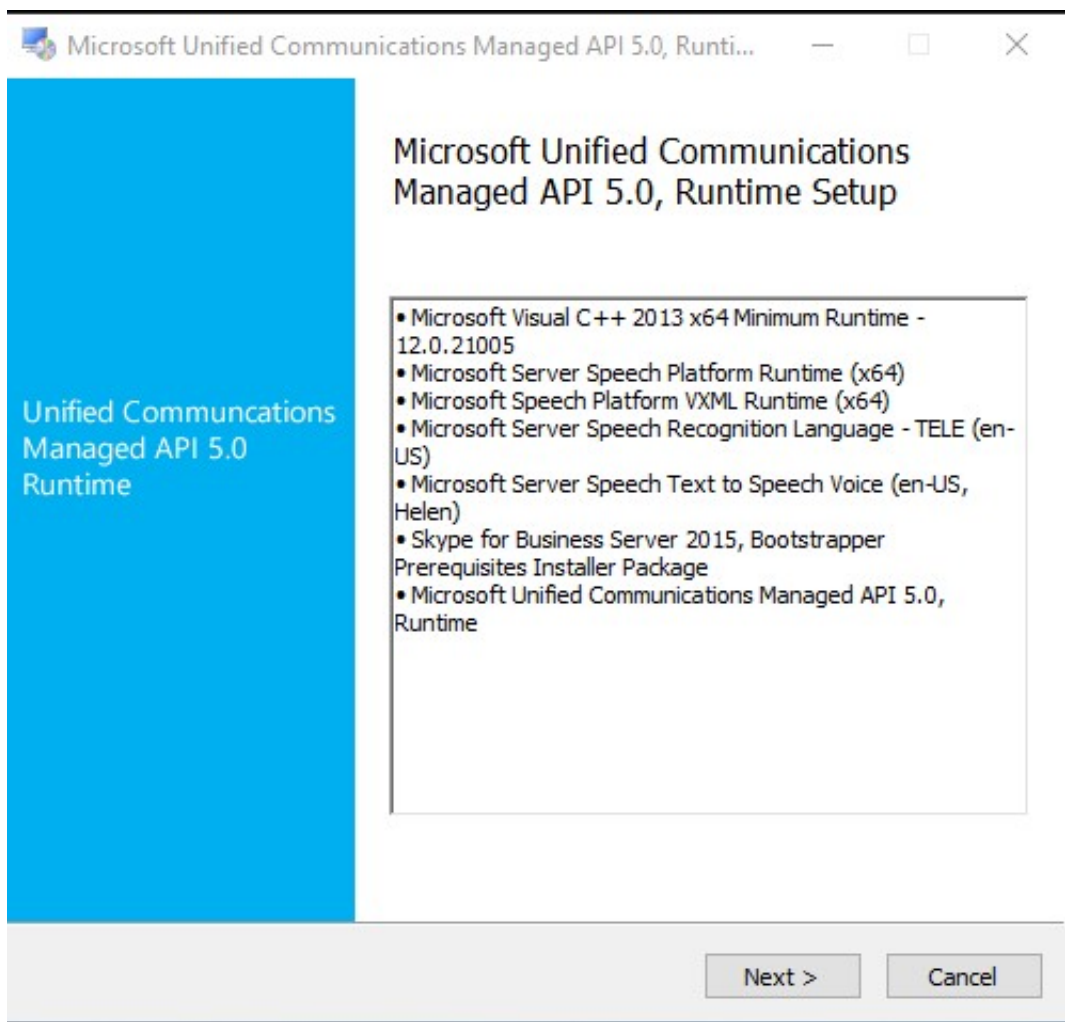 Microsoft Unified Communications Managed API 5.0, Runti...
Microsoft Unified Communications
Managed API 5.0, Runtime Setup
Unified Communcations
Managed API 5.0
Runtime
• Microsoft Visual C++ 2013 x64 Minimum Runtime -
12.0.21005
• Microsoft Server Speech Platform Runtime (x64)
• Microsoft Speech Platform VXML Runtime (x64)
• Microsoft Server Speech Recognition Language - TELE (en-
US)
• Microsoft Server Speech Text to Speech Voice (en-US,
Helen)
• Skype for Business Server 2015, Bootstrapper
Prerequisites Installer Package
• Microsoft Unified Communications Managed API 5.0,
Runtime
Next >
Cancel